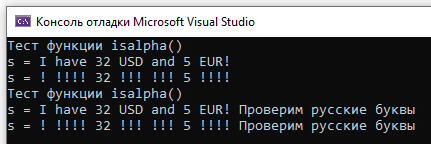 Консоль отладки Microsoft Visual Studio
Тест функции isalpha()
s = I have 32 USD and 5 EUR!
s = ! !!!! 32 !!! !!! 5 !!!!
Тест функции isalpha()
s = I have 32 USD and 5 EUR! Проверим русские буквы
s = ! !!!! 32 !!! !!! 5 !!!! Проверим русские буквы